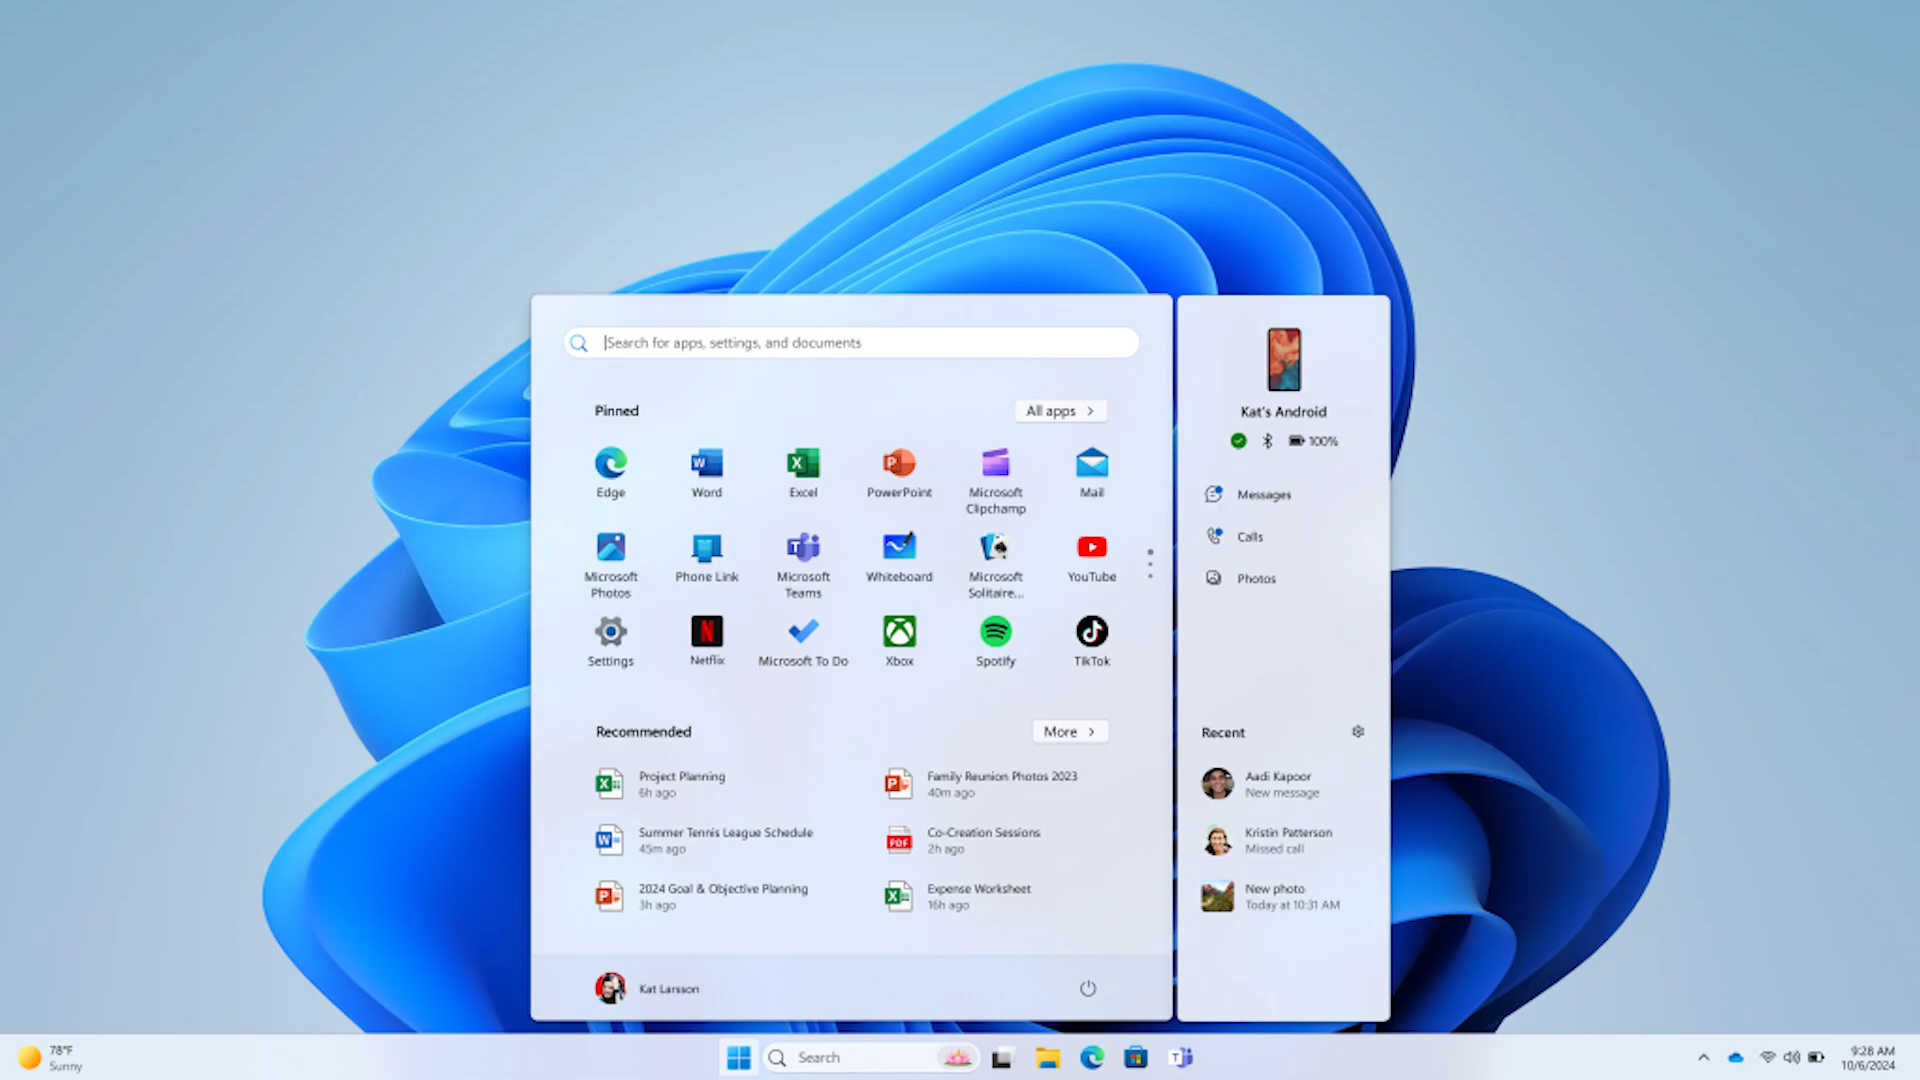 Search for apps, settings, and documents
Pinned
All apps
Edge
Word
Excel
PowerPoint
Microsoft
Clipchamp
Mail
Microsoft
Photos
Phone Link
Microsoft
Teams
Whiteboard
Microsoft
Solitaire...
YouTube
Settings
Netflix
Microsoft To Do
Xbox
Spotify
TikTok
Recommended
More
Project Planning
6h ago
Family Reunion Photos 2023
40m ago
Summer Tennis League Schedule
45m ago
PDF
Co-Creation Sessions
2h ago
2024 Goal & Objective Planning
3h ago
Expense Worksheet
16h ago
Kat Larsson
Kat's Android
100%
Messages
Calls
Photos
Recent
Aadi Kapoor
New message
Kristin Patterson
Missed call
New photo
Today at 10:31 AM
78°F
Sunny
Search
9:28 AM
10/6/2024